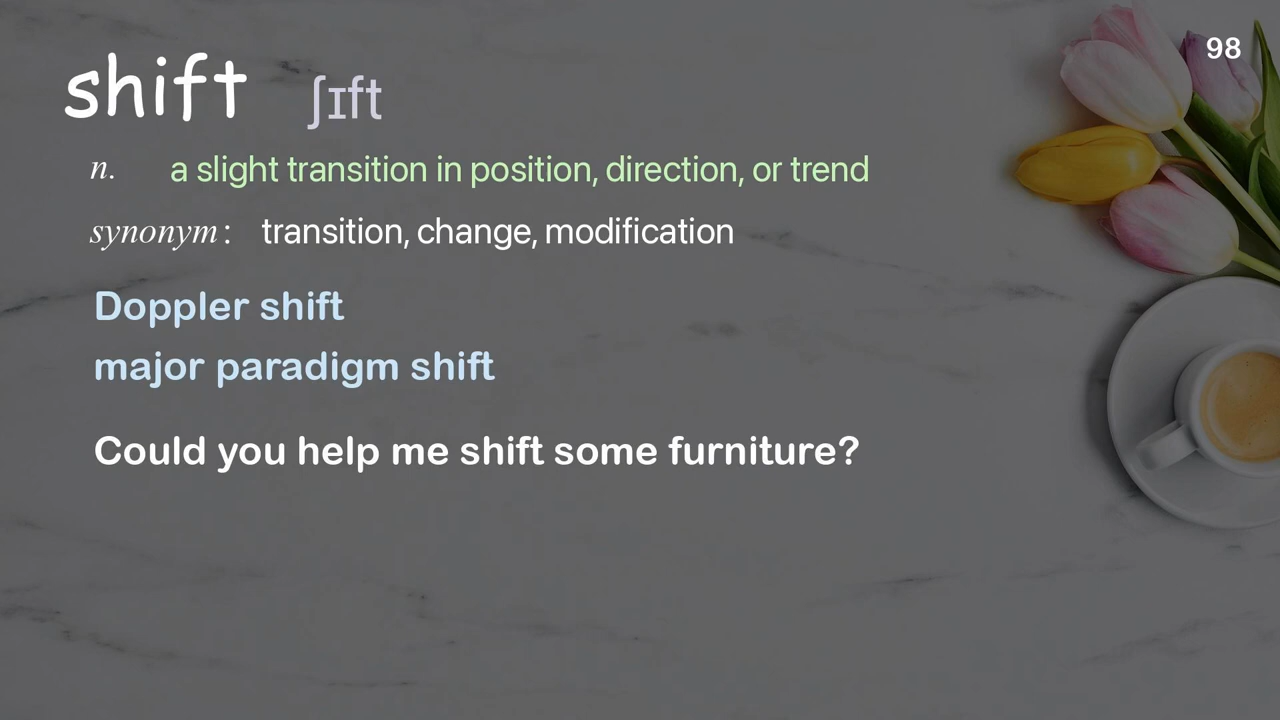 98
shift ʃɪft
n. a slight transition in position, direction, or trend
synonym: transition, change, modification
Doppler shift
major paradigm shift
Could you help me shift some furniture?